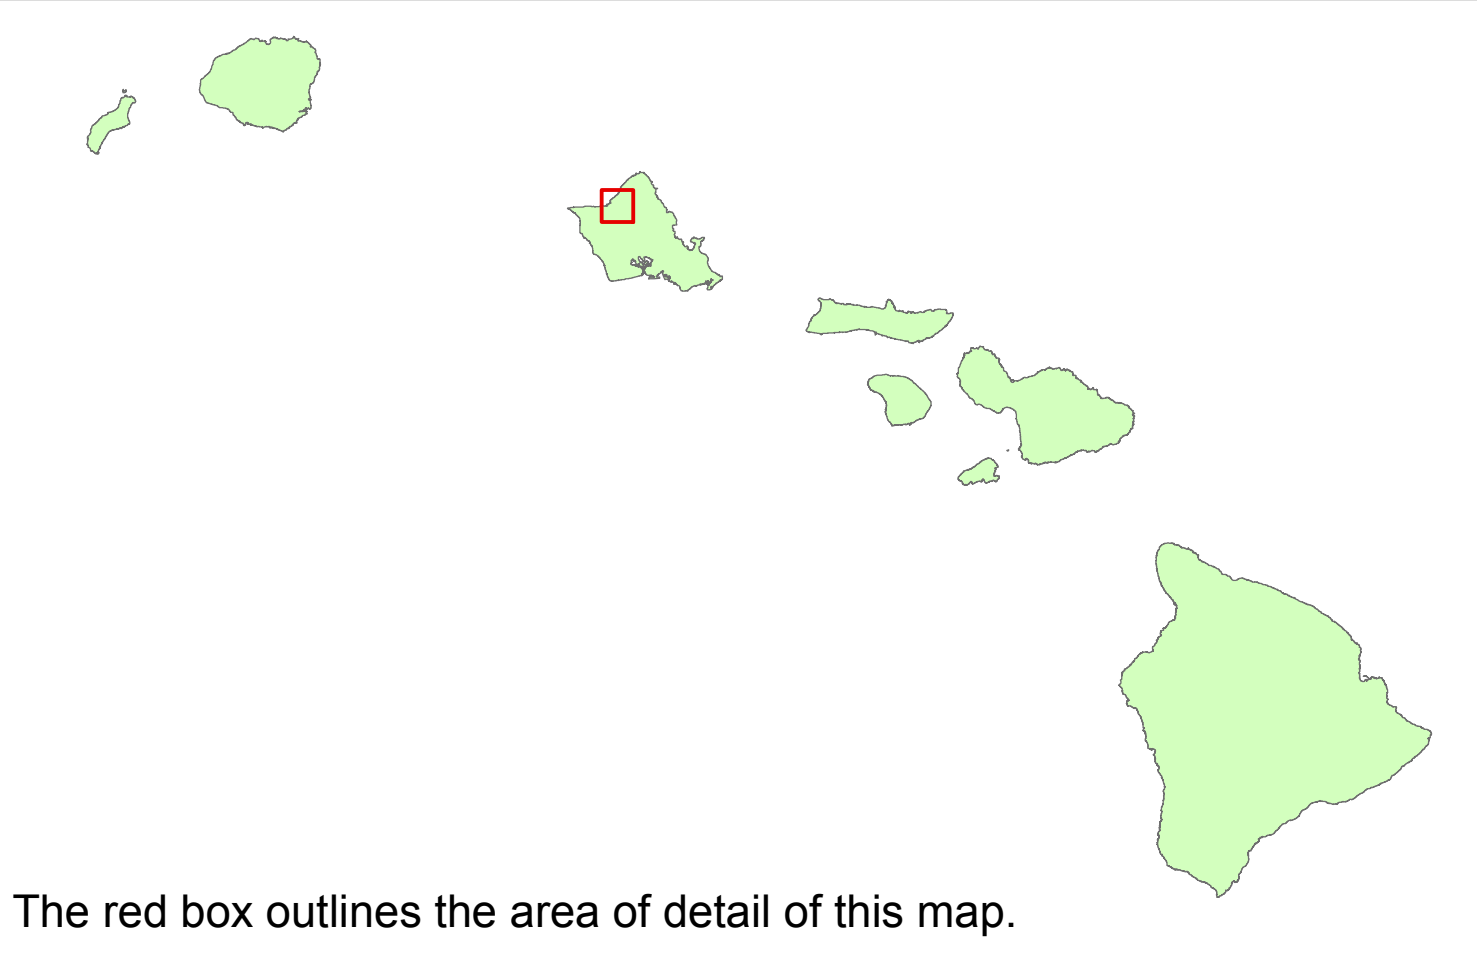 The red box outlines the area of detail of this map.